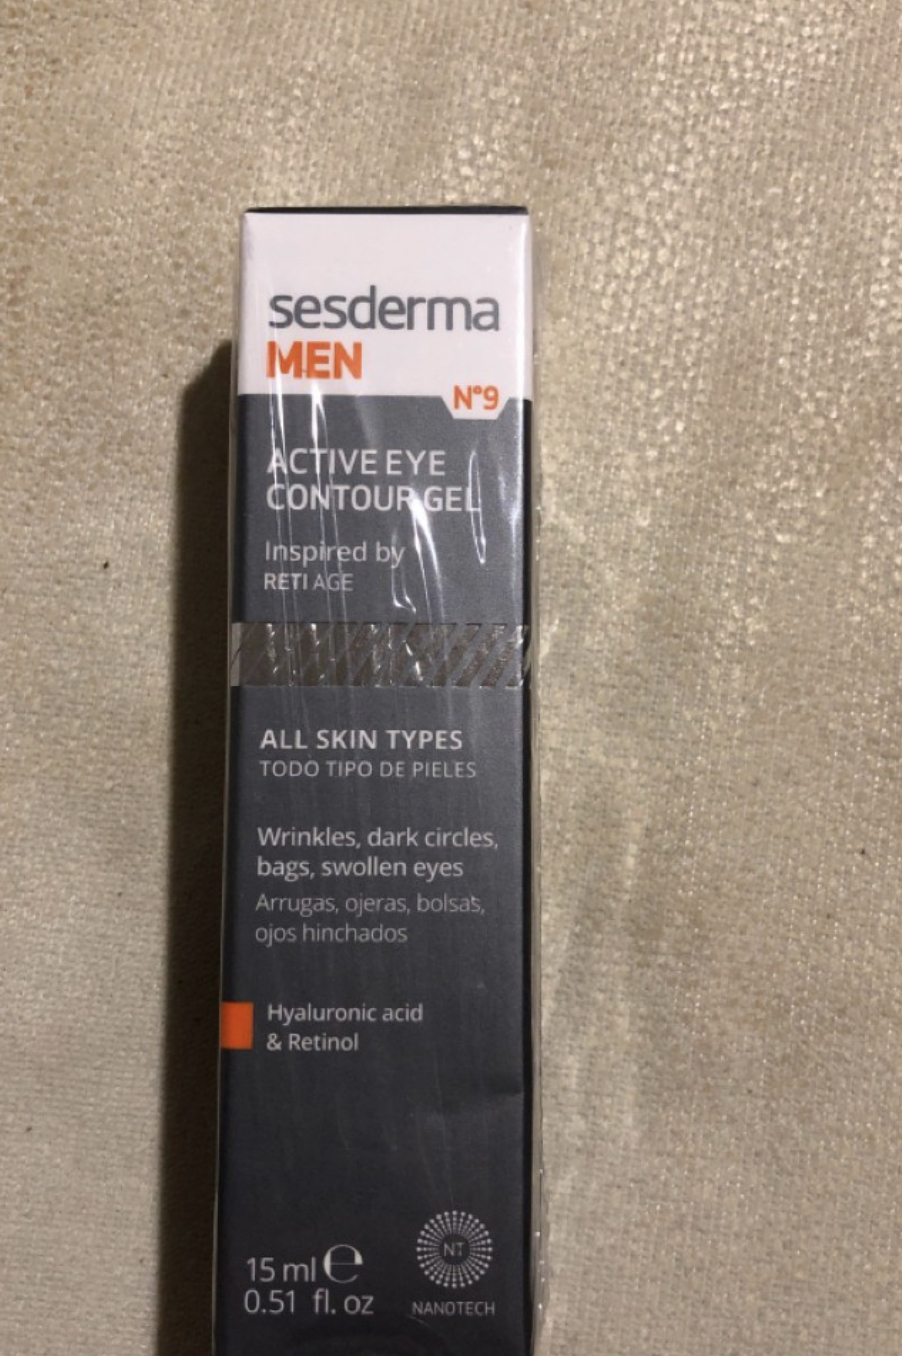 sesderma
MEN
N°9
ACTIVE EYE
CONTOUR GEL
Inspired by
RETI AGE
ALL SKIN TYPES
TODO TIPO DE PIELES
Wrinkles, dark circles,
bags, swollen eyes
Arrugas, ojeras, bolsas,
ojos hinchados
Hyaluronic acid
& Retinol
15 ml ℮
0.51 fl. oz
NT
NANOTECH